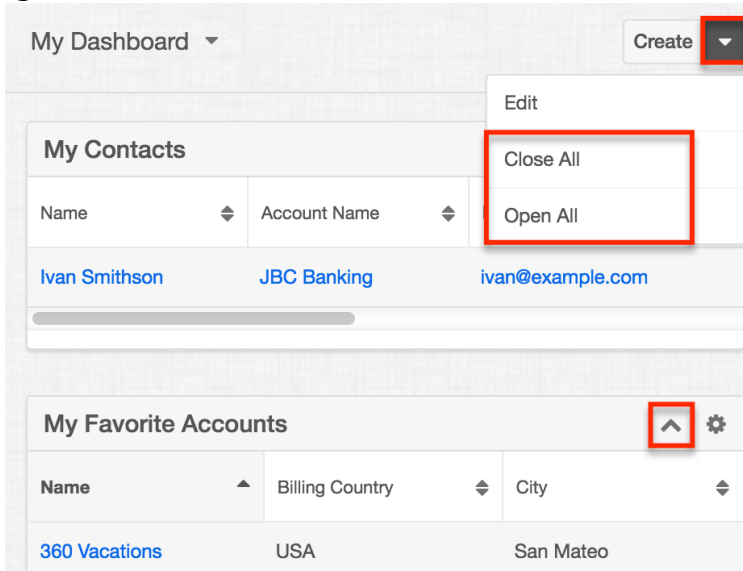 My Dashboard
Create
Edit
My Contacts
Close All
Name Account Name
Open All
Ivan Smithson JBC Banking ivan@example.com
My Favorite Accounts
Name Billing Country City
360 Vacations USA San Mateo